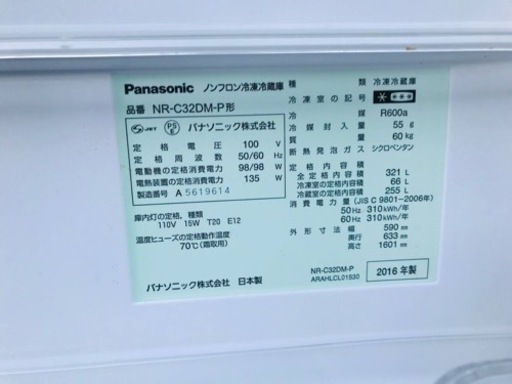 Panasonic ノンフロン冷凍冷蔵庫
品番 NR-C32DM-P形
JET PSE パナソニック株式会社
定格電圧 100 V
定格周波数 50/60 Hz
電動機の定格消費電力 98/98 W
電熱装置の定格消費電力 135 W
製造番号 A 5619614
庫内灯の定格、種類
110V 15W T20 E12
温度ヒューズの定格動作温度
70℃ (霜取用)
パナソニック株式会社 日本製
種類 冷凍冷蔵庫
冷凍室の記号
冷媒 R600a
冷媒封入量 55 g
質量 60 kg
断熱発泡ガス シクロペンタン
定格内容積
全定格内容積 321 L
冷凍室の定格内容積 66 L
冷蔵室の定格内容積 255 L
消費電力量 (JIS C 9801-2006年)
50Hz 310kWh/年
60Hz 310kWh/年
外形寸法 幅 590 mm
奥行 633 mm
高さ 1601 mm
NR-C32DM-P
ARAHLCL01530
2016 年製